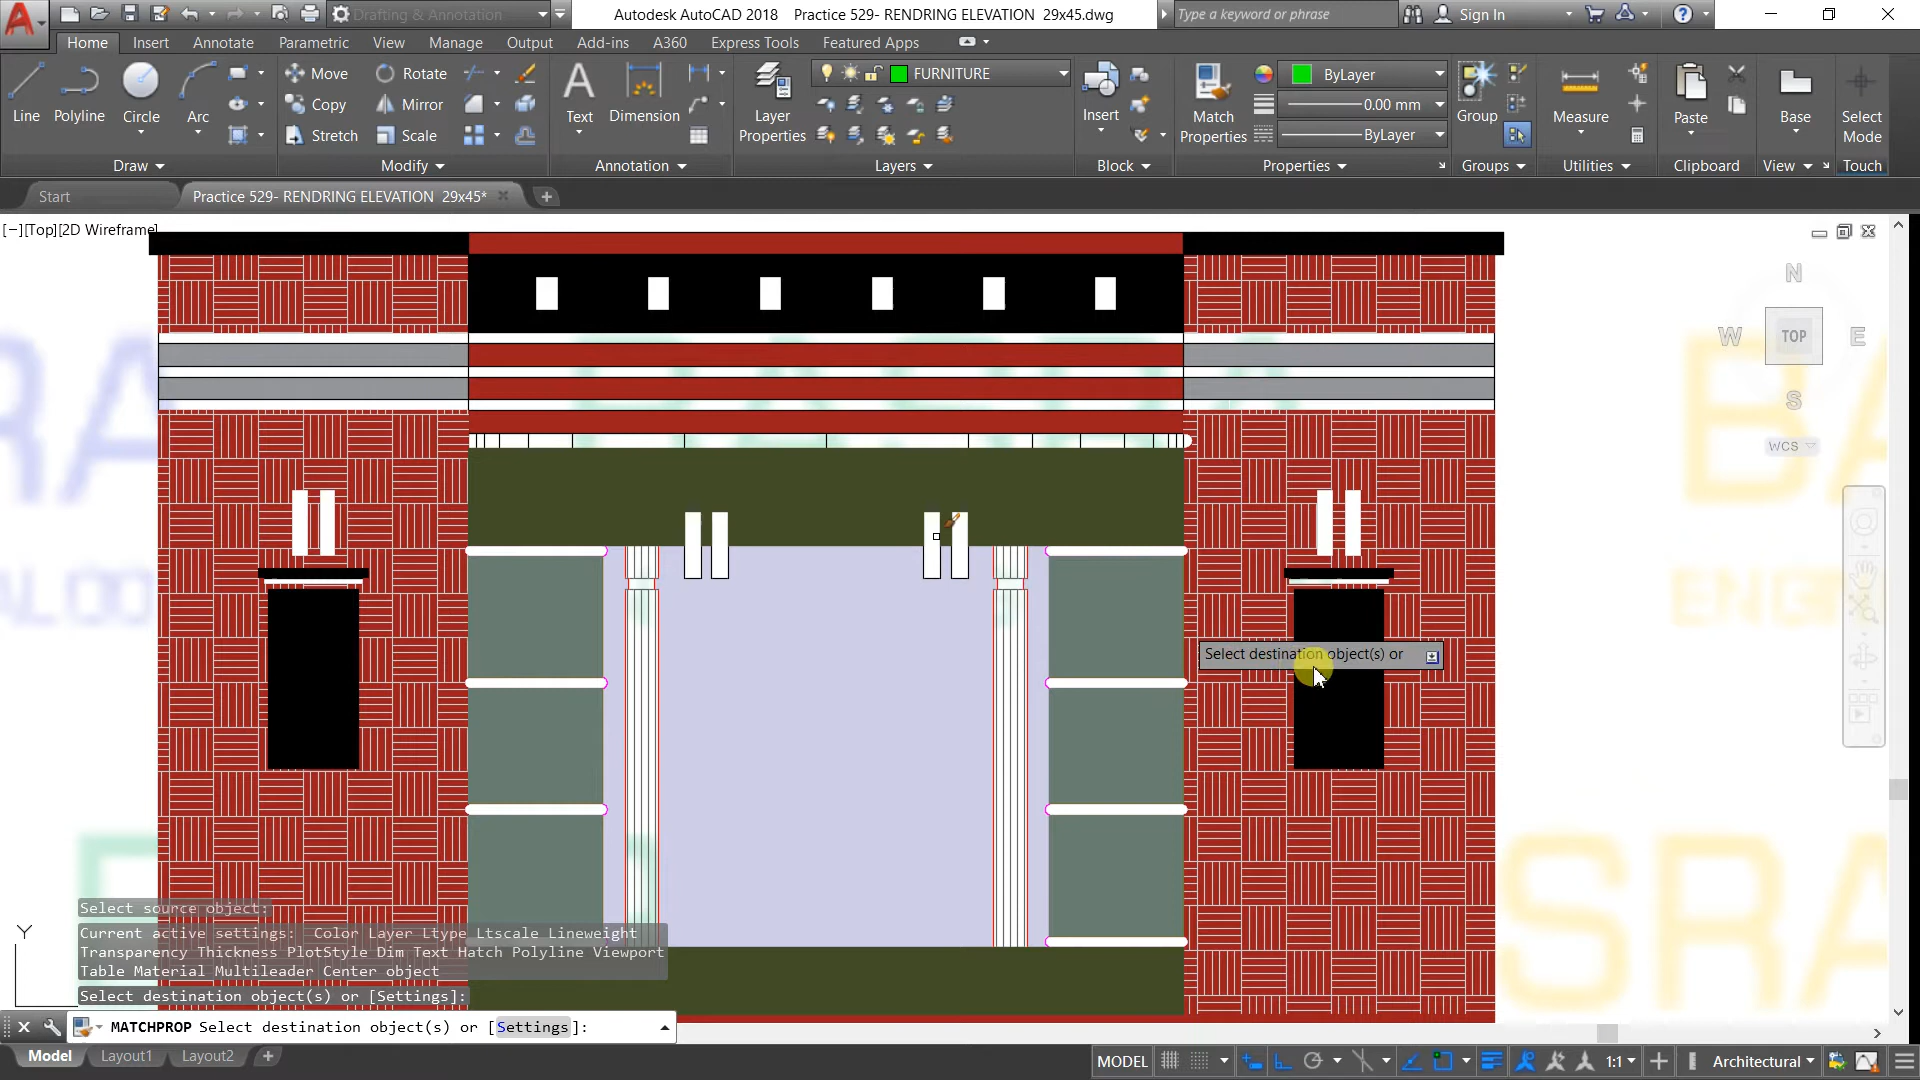 Drafting & Annotation
Autodesk AutoCAD 2018 Practice 529- RENDRING ELEVATION 29x45.dwg
Type a keyword or phrase
Sign In
Home Insert Annotate Parametric View Manage Output Add-ins A360 Express Tools Featured Apps
Line Polyline Circle Arc
Move Rotate
Copy Mirror
Stretch Scale
Text Dimension
Layer Properties
FURNITURE
Insert
Match Properties
ByLayer
0.00 mm
ByLayer
Group
Measure
Paste
Base
Select Mode
Draw Modify Annotation Layers Block Properties Groups Utilities Clipboard View Touch
Start Practice 529- RENDRING ELEVATION 29x45*
[−][Top][2D Wireframe]
N
W TOP E
S
WCS
Select destination object(s) or
Select source object:
Current active settings: Color Layer Ltype Ltscale Lineweight
Transparency Thickness PlotStyle Dim Text Hatch Polyline Viewport
Table Material Multileader Center object
Select destination object(s) or [Settings]:
Y
MATCHPROP Select destination object(s) or [Settings]:
Model Layout1 Layout2
MODEL 1:1 Architectural